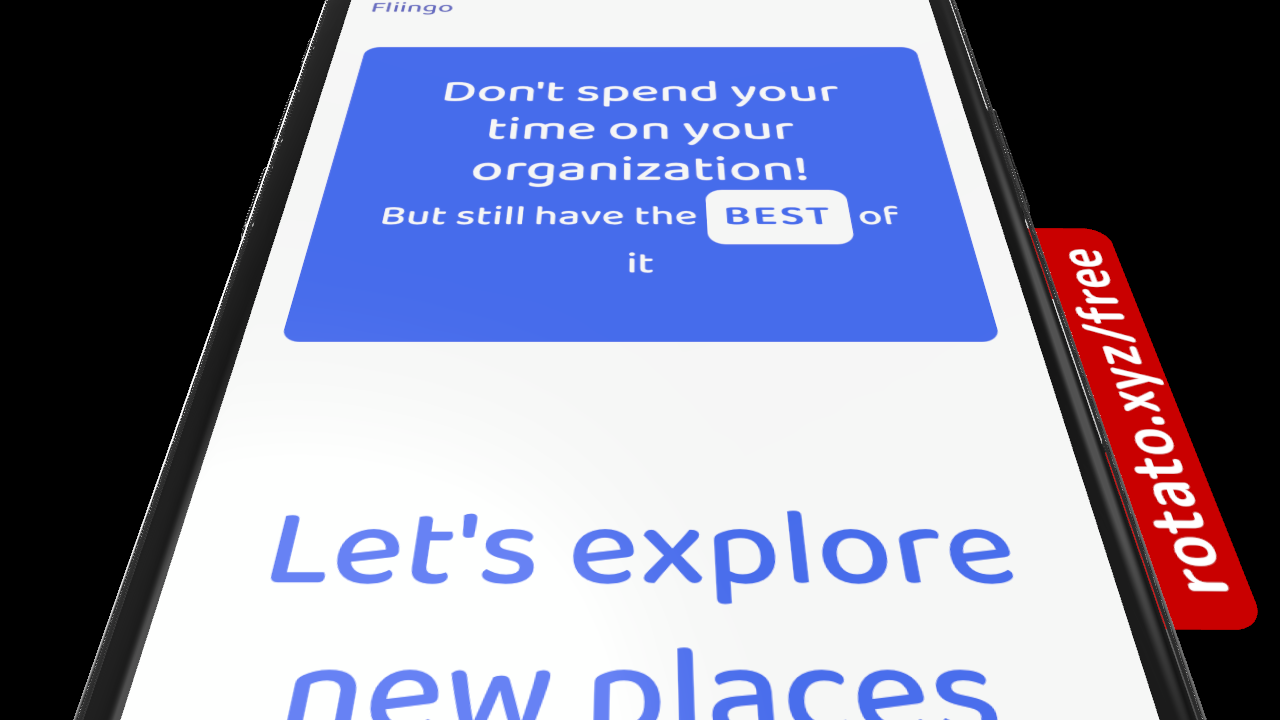 Fliingo
Don't spend your
time on your
organization!
But still have the BEST of
it
rotato.xyz/free
Let's explore
new places